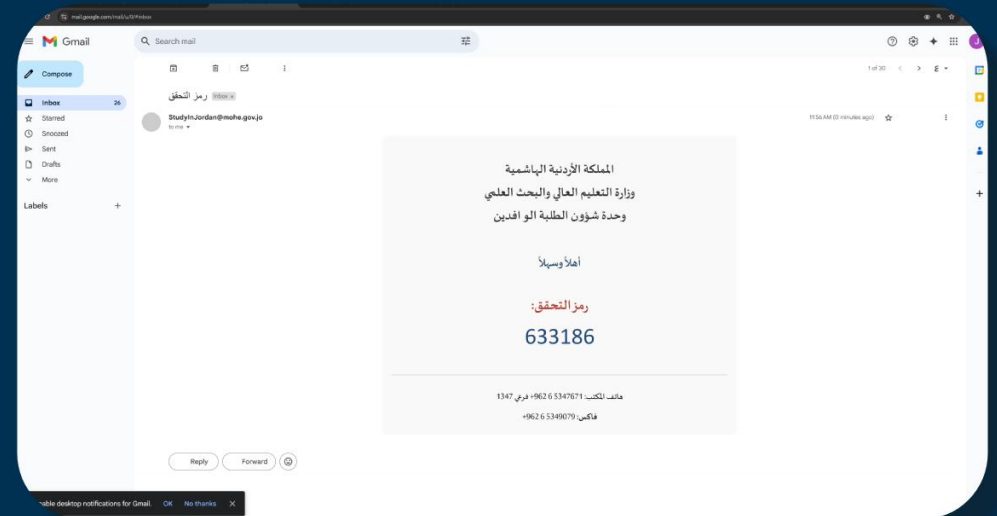 mail.google.com/mail/u/0/#inbox
Gmail
Search mail
Compose
1 of 30
Inbox 26
Starred
Snoozed
Sent
Drafts
More
Labels
رمز التحقق Inbox
StudyInJordan@mohe.gov.jo
to me
11:56 AM (0 minutes ago)
المملكة الأردنية الهاشمية
وزارة التعليم العالي والبحث العلمي
وحدة شؤون الطلبة الوافدين
أهلاً وسهلاً
رمز التحقق:
633186
هاتف المكتب: 5347671 6 962+ فرعي 1347
فاكس: 5349079 6 962+
Reply
Forward
desktop notifications for Gmail. OK No thanks